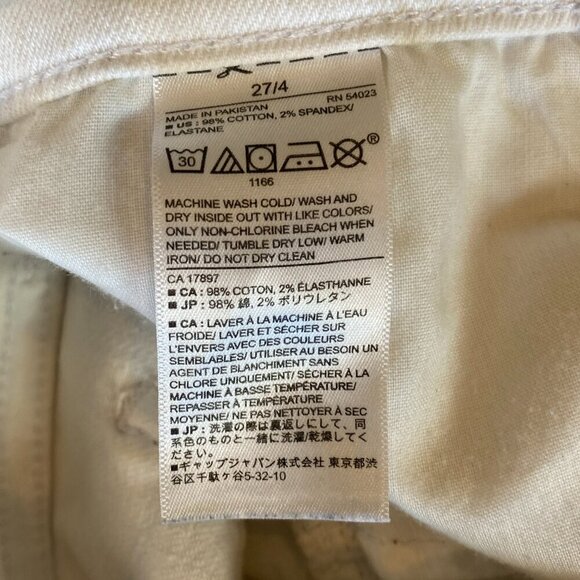 27/4
MADE IN PAKISTAN RN 54023
■ US : 98% COTTON, 2% SPANDEX/
ELASTANE
30 ®
1166
MACHINE WASH COLD/ WASH AND
DRY INSIDE OUT WITH LIKE COLORS/
ONLY NON-CHLORINE BLEACH WHEN
NEEDED/ TUMBLE DRY LOW/ WARM
IRON/ DO NOT DRY CLEAN
CA 17897
■ CA : 98% COTON, 2% ÉLASTHANNE
■ JP : 98% 綿, 2% ポリウレタン
■ CA : LAVER À LA MACHINE À L'EAU
FROIDE/ LAVER ET SÉCHER SUR
L'ENVERS AVEC DES COULEURS
SEMBLABLES/ UTILISER AU BESOIN UN
AGENT DE BLANCHIMENT SANS
CHLORE UNIQUEMENT/ SÉCHER À LA
MACHINE À BASSE TEMPÉRATURE/
REPASSER À TEMPÉRATURE
MOYENNE/ NE PAS NETTOYER À SEC
■ JP : 洗濯の際は裏返しにして、同
系色のものと一緒に洗濯/乾燥してく
ださい。
■ギャップジャパン株式会社 東京都渋
谷区千駄ヶ谷5-32-10